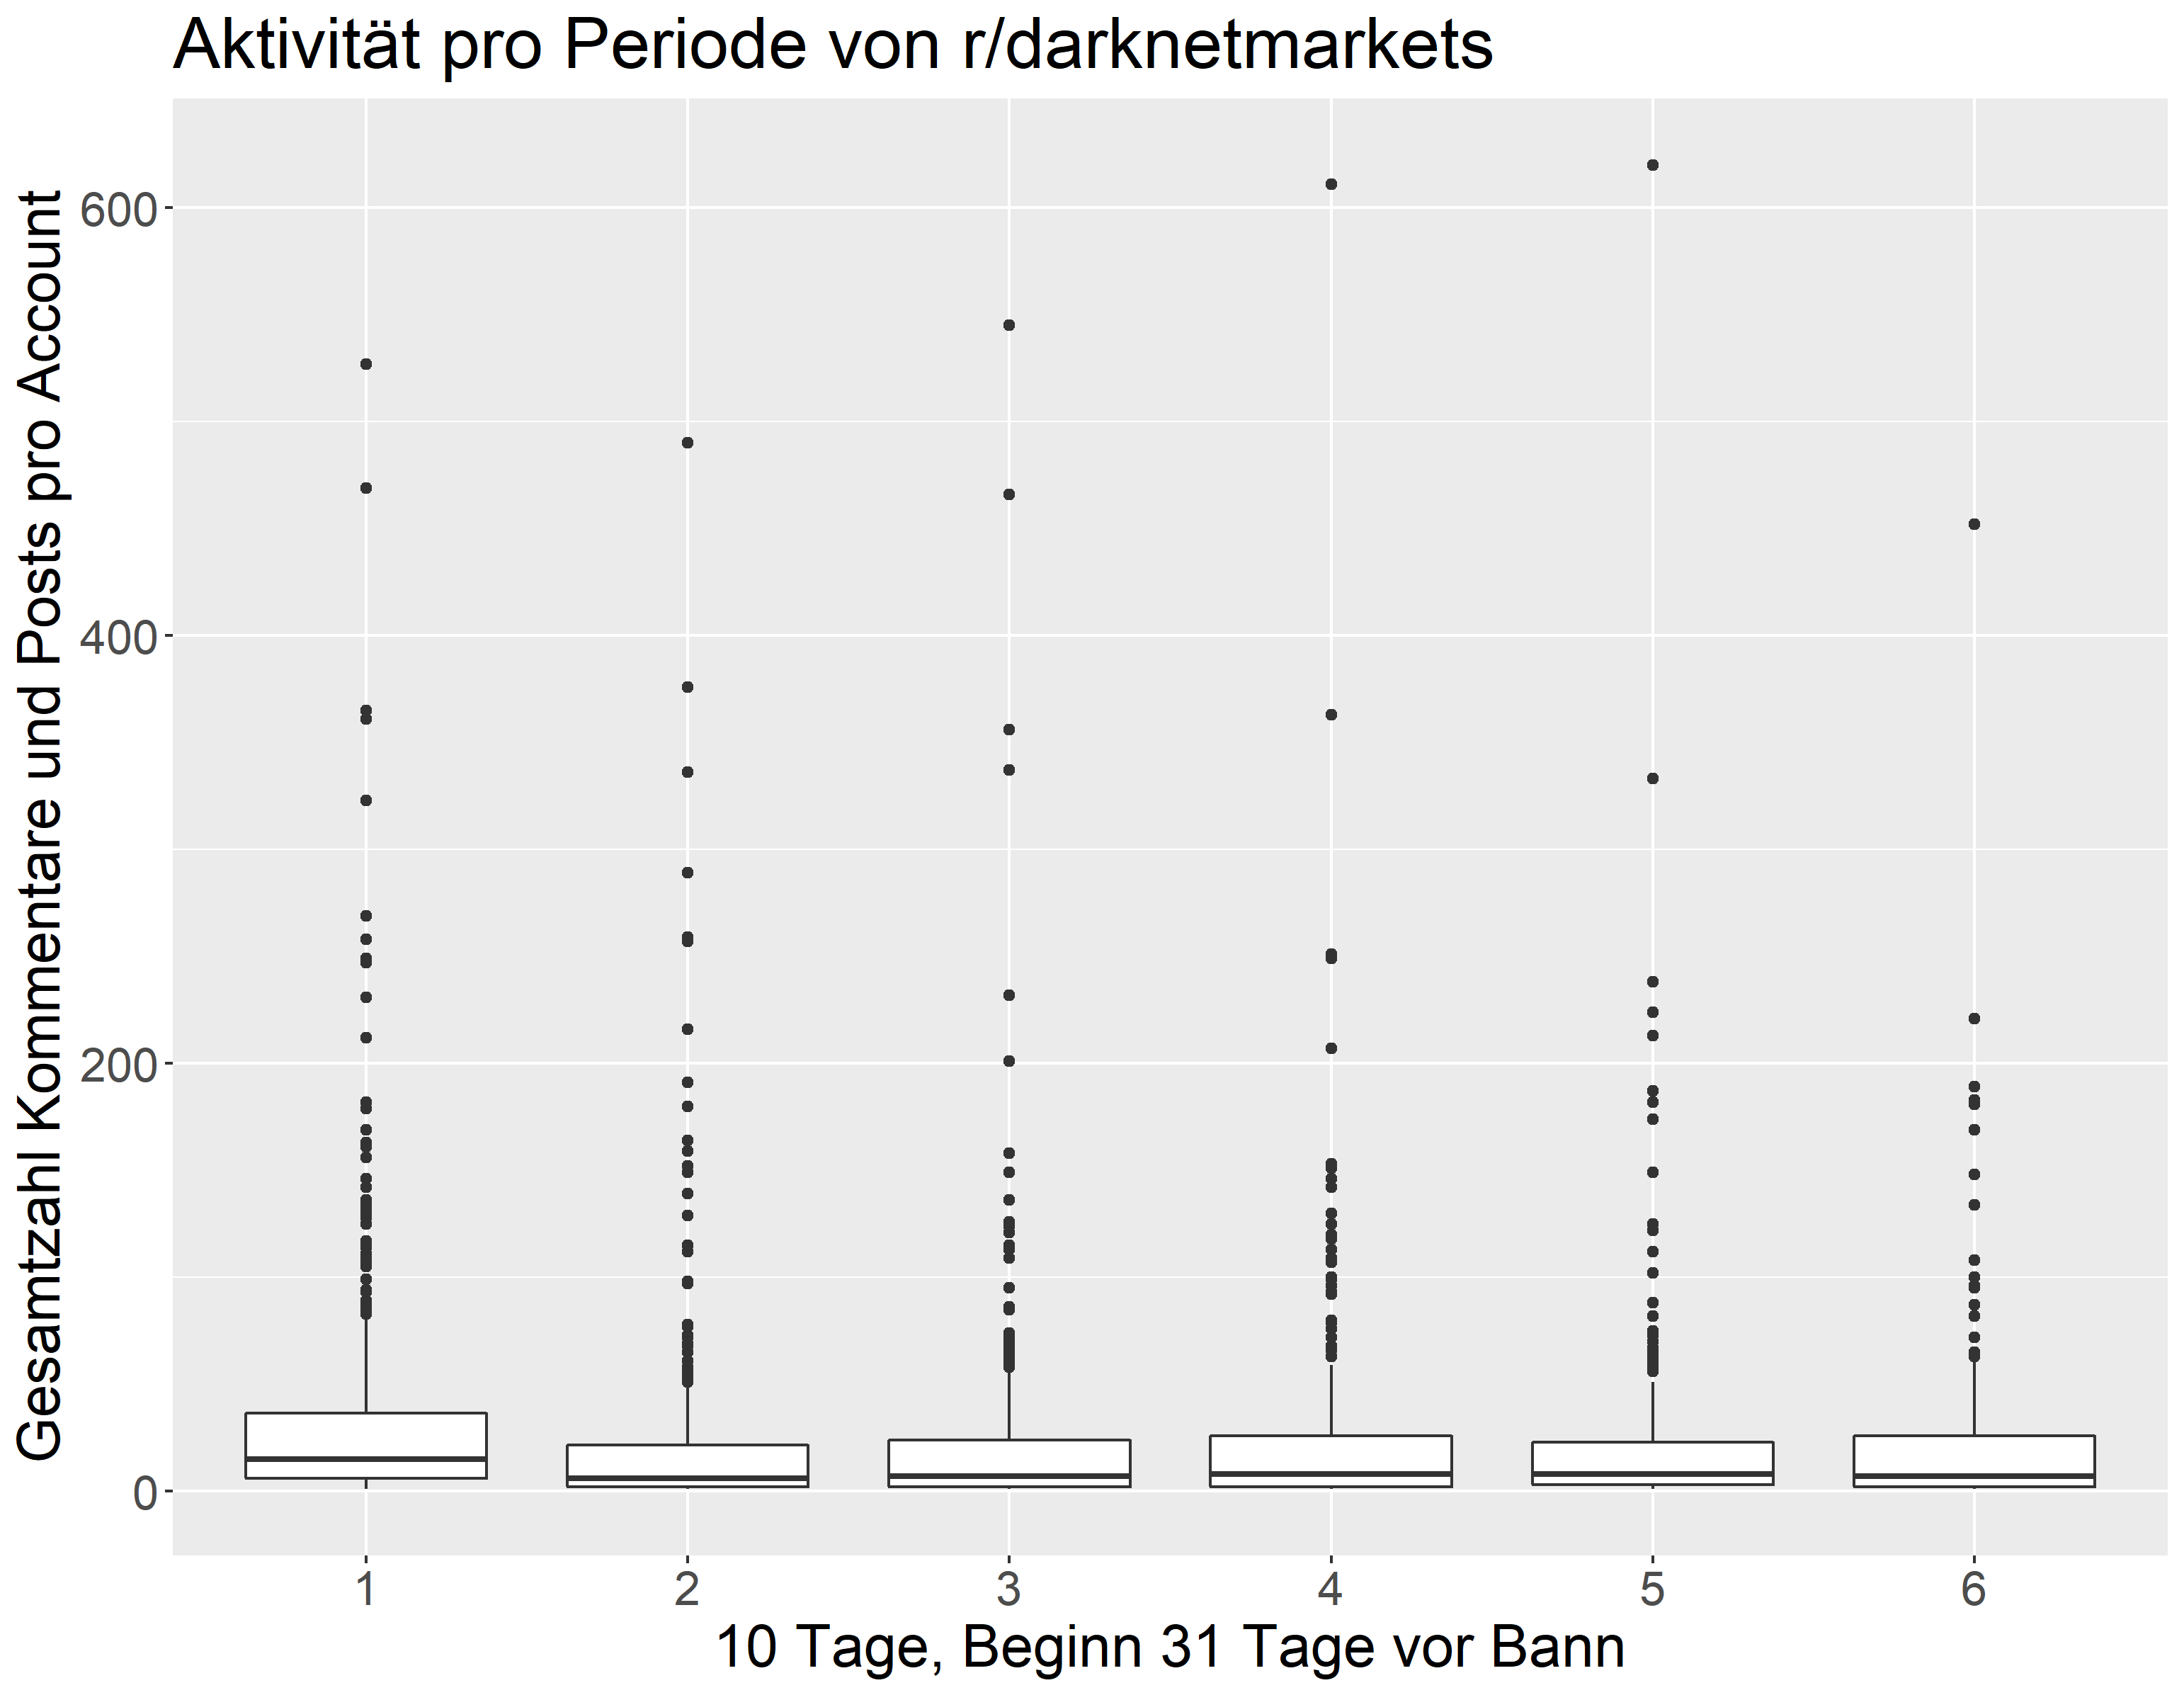 Aktivität pro Periode von r/darknetmarkets
Gesamtzahl Kommentare und Posts pro Account
600
400
200
0
1 2 3 4 5 6
10 Tage, Beginn 31 Tage vor Bann